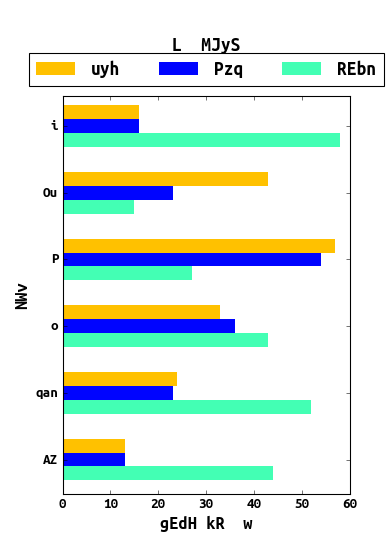 L  MJyS
uyh Pzq REbn
i
Ou
P
o
qan
AZ
NWv
0 10 20 30 40 50 60
gEdH kR  w